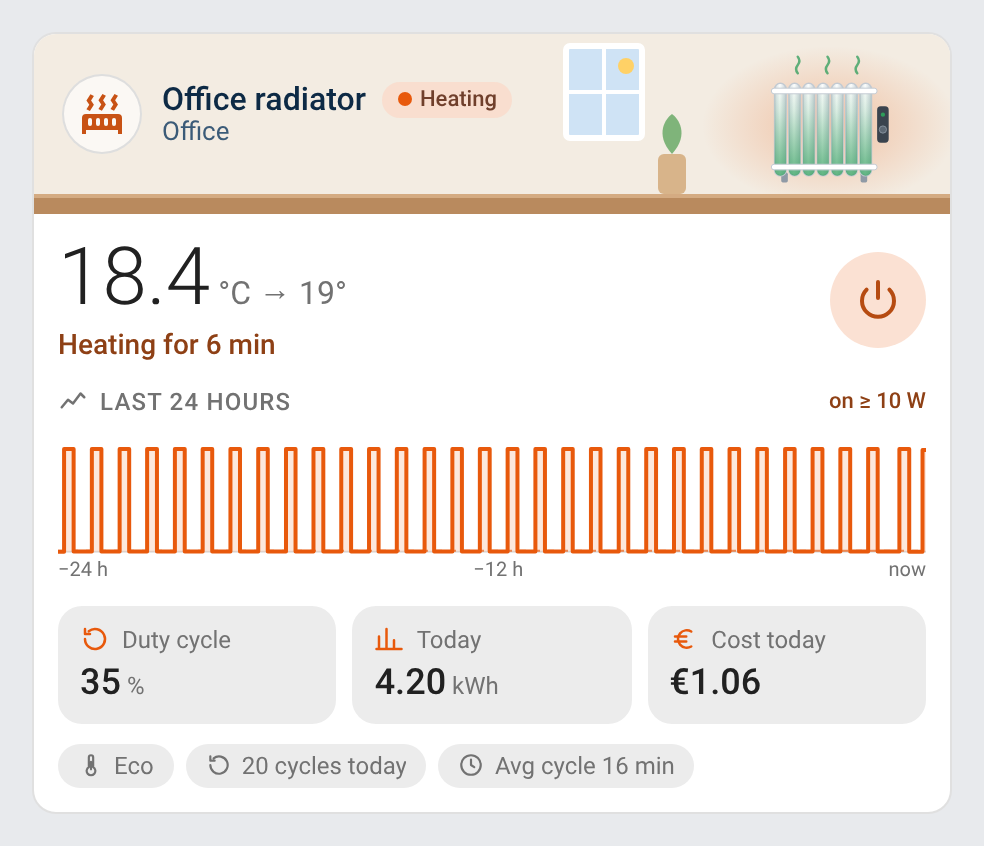 Office radiator
Heating
Office
18.4 °C → 19°
Heating for 6 min
LAST 24 HOURS
on ≥ 10 W
−24 h
−12 h
now
Duty cycle
35 %
Today
4.20 kWh
Cost today
€1.06
Eco
20 cycles today
Avg cycle 16 min